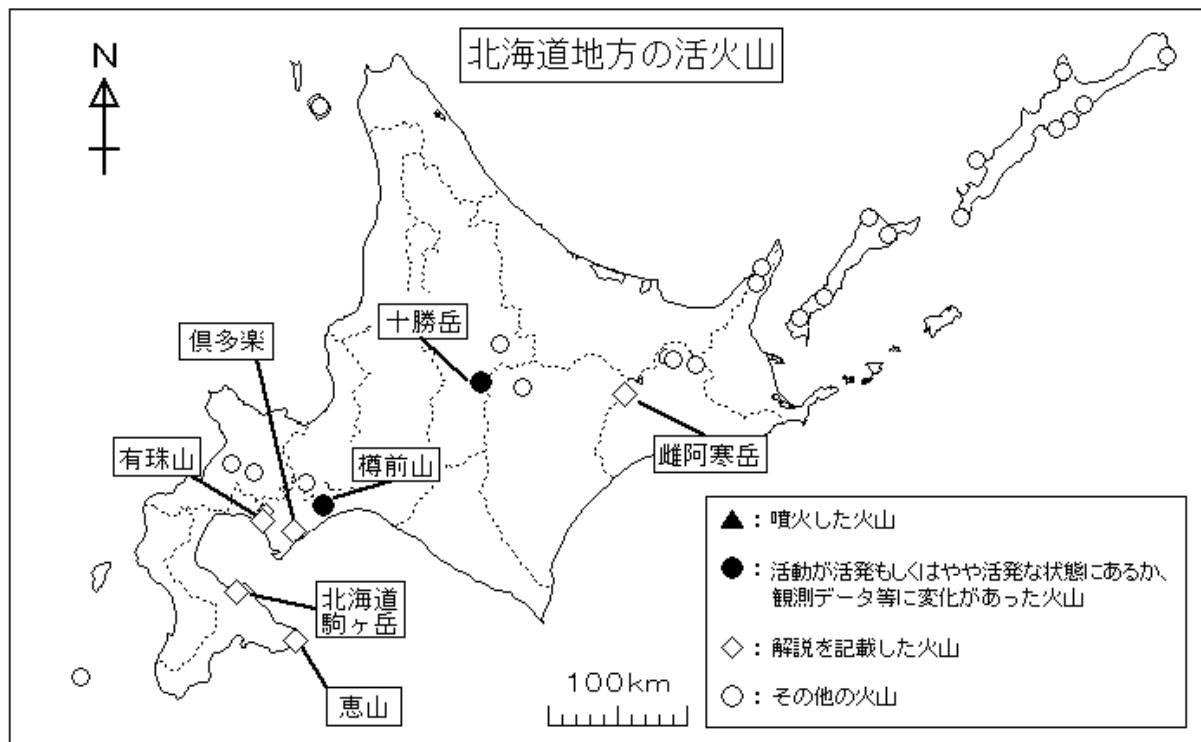 北海道地方の活火山
N
十勝岳
倶多楽
有珠山
樽前山
雌阿寒岳
北海道
駒ヶ岳
恵山
100km
▲:噴火した火山
●:活動が活発もしくはやや活発な状態にあるか、
観測データ等に変化があった火山
◇:解説を記載した火山
○:その他の火山